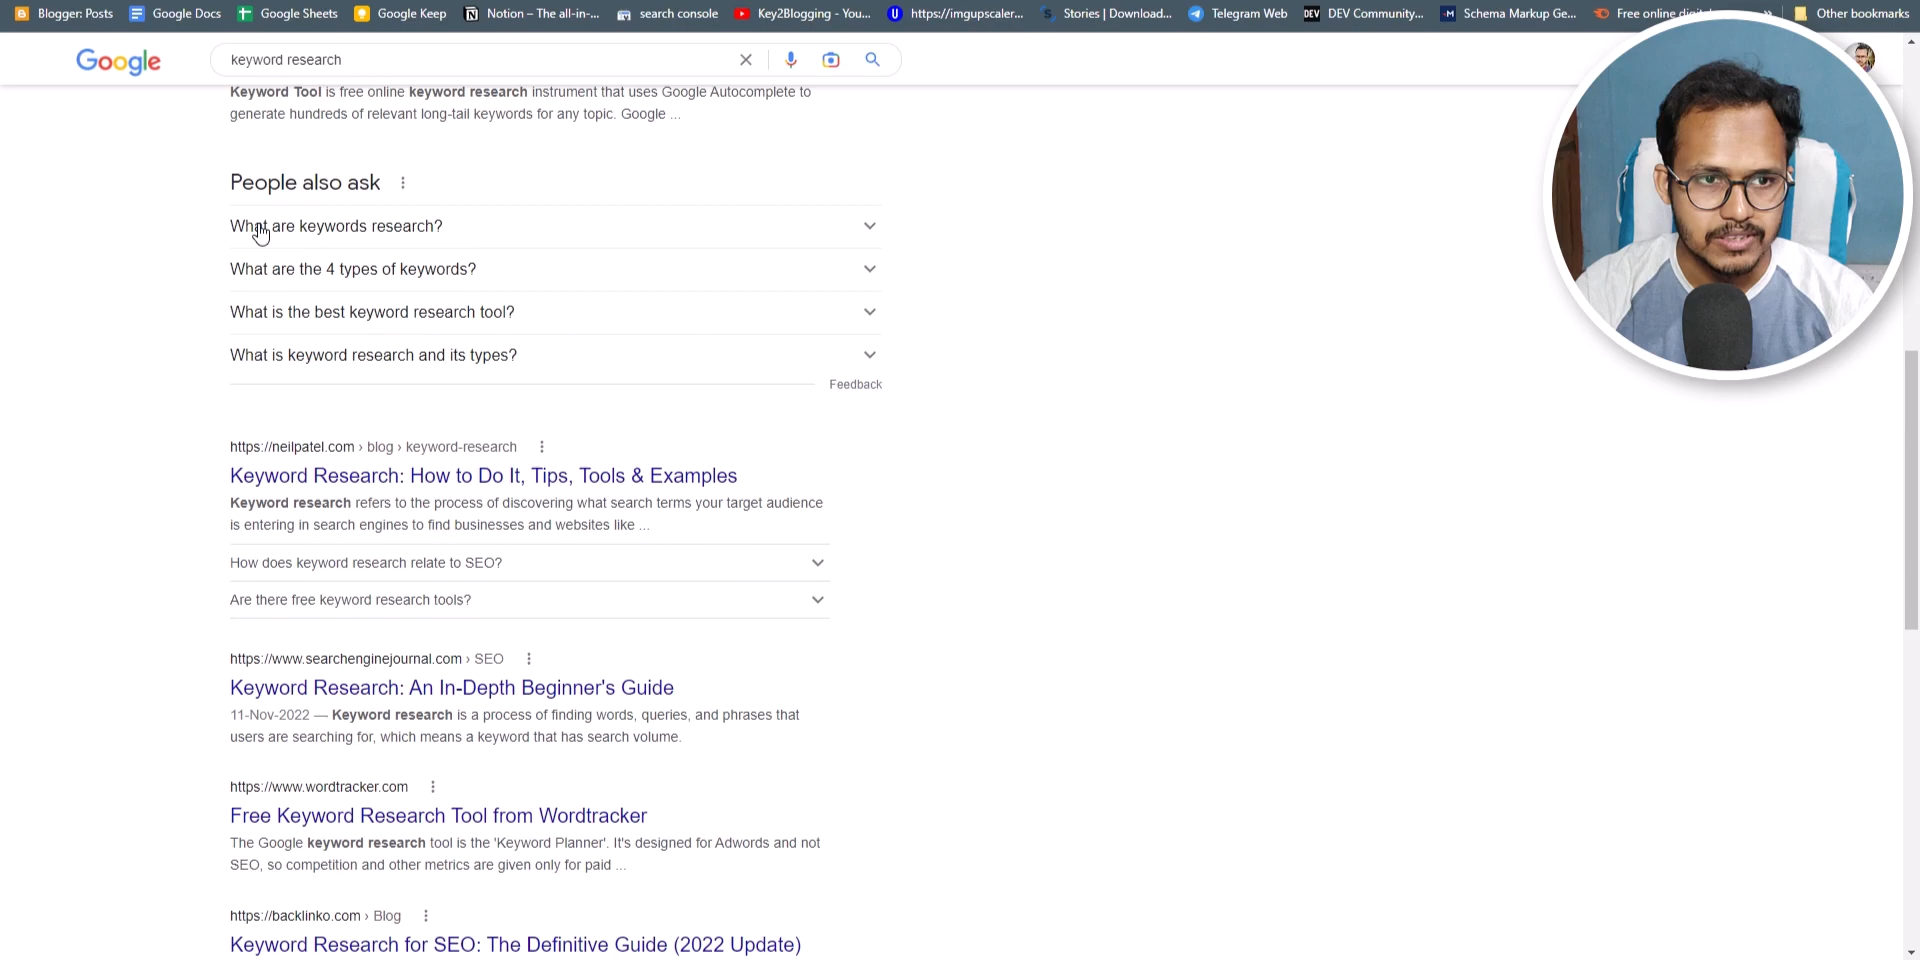 Blogger: Posts
Google Docs
Google Sheets
Google Keep
Notion – The all-in-...
search console
Key2Blogging - You...
https://imgupscaler...
Stories | Download...
Telegram Web
DEV Community...
Schema Markup Ge...
Free online
Other bookmarks
Google
keyword research
Keyword Tool is free online keyword research instrument that uses Google Autocomplete to
generate hundreds of relevant long-tail keywords for any topic. Google ...
People also ask
What are keywords research?
What are the 4 types of keywords?
What is the best keyword research tool?
What is keyword research and its types?
Feedback
https://neilpatel.com › blog › keyword-research
Keyword Research: How to Do It, Tips, Tools & Examples
Keyword research refers to the process of discovering what search terms your target audience
is entering in search engines to find businesses and websites like ...
How does keyword research relate to SEO?
Are there free keyword research tools?
https://www.searchenginejournal.com › SEO
Keyword Research: An In-Depth Beginner's Guide
11-Nov-2022 — Keyword research is a process of finding words, queries, and phrases that
users are searching for, which means a keyword that has search volume.
https://www.wordtracker.com
Free Keyword Research Tool from Wordtracker
The Google keyword research tool is the 'Keyword Planner'. It's designed for Adwords and not
SEO, so competition and other metrics are given only for paid ...
https://backlinko.com › Blog
Keyword Research for SEO: The Definitive Guide (2022 Update)